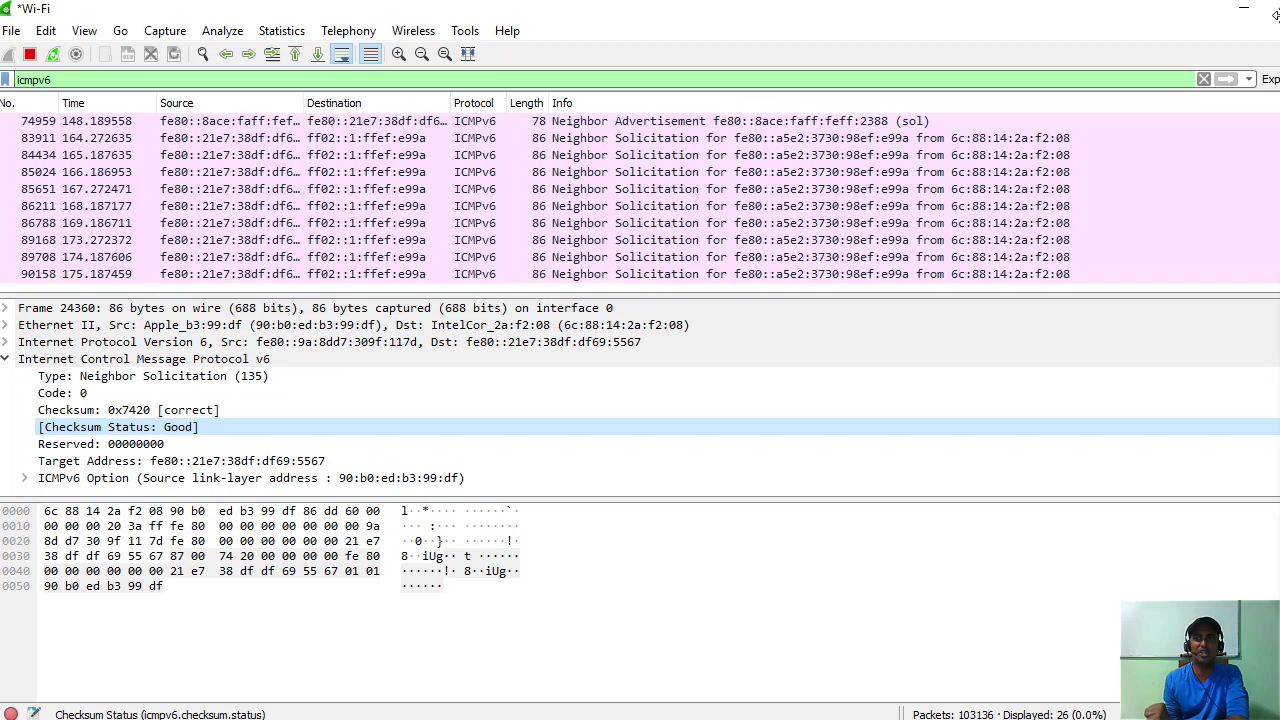 *Wi-Fi
File Edit View Go Capture Analyze Statistics Telephony Wireless Tools Help
icmpv6
Exp
No. Time Source Destination Protocol Length Info
74959 148.189558 fe80::8ace:faff:fef… fe80::21e7:38df:df6… ICMPv6 78 Neighbor Advertisement fe80::8ace:faff:feff:2388 (sol)
83911 164.272635 fe80::21e7:38df:df6… ff02::1:ffef:e99a ICMPv6 86 Neighbor Solicitation for fe80::a5e2:3730:98ef:e99a from 6c:88:14:2a:f2:08
84434 165.187635 fe80::21e7:38df:df6… ff02::1:ffef:e99a ICMPv6 86 Neighbor Solicitation for fe80::a5e2:3730:98ef:e99a from 6c:88:14:2a:f2:08
85024 166.186953 fe80::21e7:38df:df6… ff02::1:ffef:e99a ICMPv6 86 Neighbor Solicitation for fe80::a5e2:3730:98ef:e99a from 6c:88:14:2a:f2:08
85651 167.272471 fe80::21e7:38df:df6… ff02::1:ffef:e99a ICMPv6 86 Neighbor Solicitation for fe80::a5e2:3730:98ef:e99a from 6c:88:14:2a:f2:08
86211 168.187177 fe80::21e7:38df:df6… ff02::1:ffef:e99a ICMPv6 86 Neighbor Solicitation for fe80::a5e2:3730:98ef:e99a from 6c:88:14:2a:f2:08
86788 169.186711 fe80::21e7:38df:df6… ff02::1:ffef:e99a ICMPv6 86 Neighbor Solicitation for fe80::a5e2:3730:98ef:e99a from 6c:88:14:2a:f2:08
89168 173.272372 fe80::21e7:38df:df6… ff02::1:ffef:e99a ICMPv6 86 Neighbor Solicitation for fe80::a5e2:3730:98ef:e99a from 6c:88:14:2a:f2:08
89708 174.187606 fe80::21e7:38df:df6… ff02::1:ffef:e99a ICMPv6 86 Neighbor Solicitation for fe80::a5e2:3730:98ef:e99a from 6c:88:14:2a:f2:08
90158 175.187459 fe80::21e7:38df:df6… ff02::1:ffef:e99a ICMPv6 86 Neighbor Solicitation for fe80::a5e2:3730:98ef:e99a from 6c:88:14:2a:f2:08
Frame 24360: 86 bytes on wire (688 bits), 86 bytes captured (688 bits) on interface 0
Ethernet II, Src: Apple_b3:99:df (90:b0:ed:b3:99:df), Dst: IntelCor_2a:f2:08 (6c:88:14:2a:f2:08)
Internet Protocol Version 6, Src: fe80::9a:8dd7:309f:117d, Dst: fe80::21e7:38df:df69:5567
Internet Control Message Protocol v6
Type: Neighbor Solicitation (135)
Code: 0
Checksum: 0x7420 [correct]
[Checksum Status: Good]
Reserved: 00000000
Target Address: fe80::21e7:38df:df69:5567
ICMPv6 Option (Source link-layer address : 90:b0:ed:b3:99:df)
0000 6c 88 14 2a f2 08 90 b0 ed b3 99 df 86 dd 60 00 l··*···· ······`·
0010 00 00 00 20 3a ff fe 80 00 00 00 00 00 00 00 9a ··· :··· ········
0020 8d d7 30 9f 11 7d fe 80 00 00 00 00 00 00 21 e7 ··0··}·· ······!·
0030 38 df df 69 55 67 87 00 74 20 00 00 00 00 fe 80 8··iUg·· t ······
0040 00 00 00 00 00 00 21 e7 38 df df 69 55 67 01 01 ······!· 8··iUg··
0050 90 b0 ed b3 99 df ······
Checksum Status (icmpv6.checksum.status)
Packets: 103136 · Displayed: 26 (0.0%)